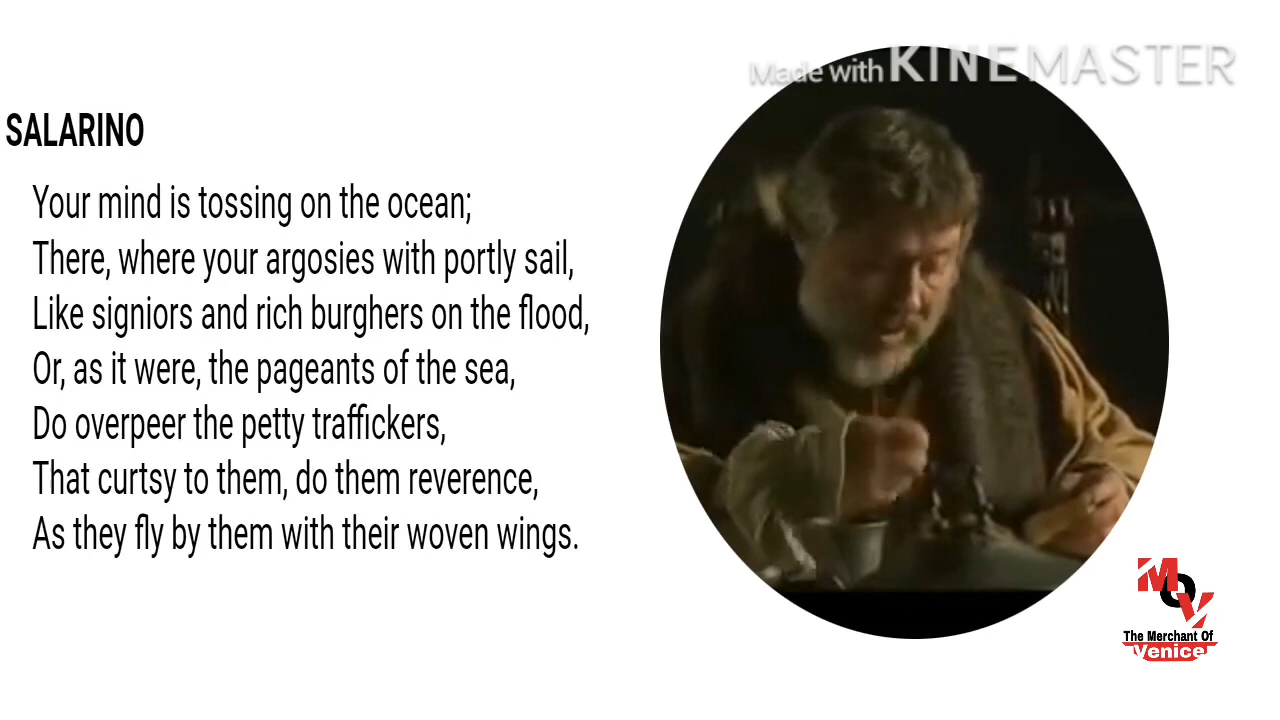 Made with KINEMASTER
SALARINO
Your mind is tossing on the ocean;
There, where your argosies with portly sail,
Like signiors and rich burghers on the flood,
Or, as it were, the pageants of the sea,
Do overpeer the petty traffickers,
That curtsy to them, do them reverence,
As they fly by them with their woven wings.
MOV
The Merchant Of
Venice